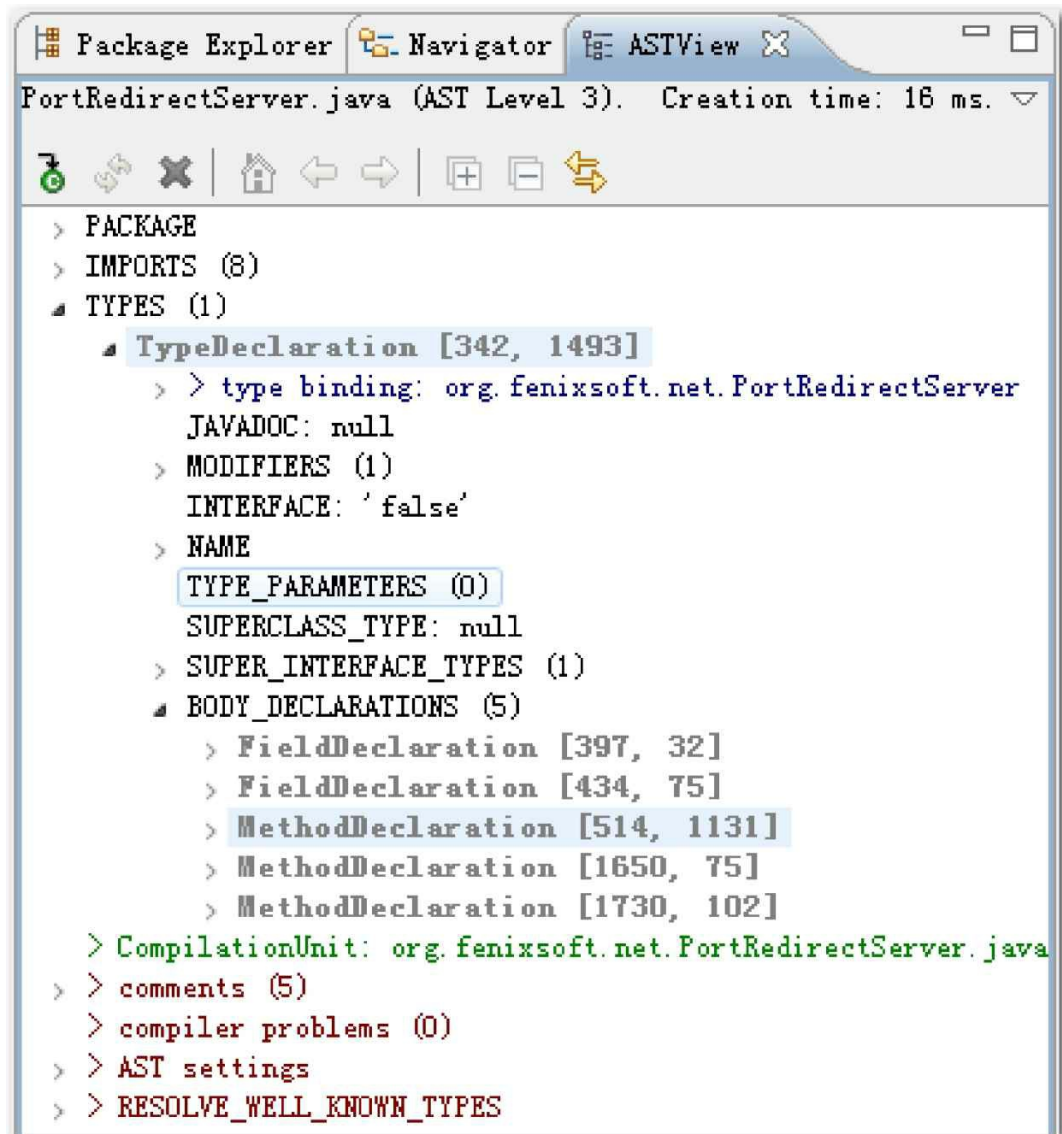 Package Explorer Navigator ASTView
PortRedirectServer.java (AST Level 3). Creation time: 16 ms.
PACKAGE
IMPORTS (8)
TYPES (1)
TypeDeclaration [342, 1493]
> type binding: org.fenixsoft.net.PortRedirectServer
JAVADOC: null
MODIFIERS (1)
INTERFACE: 'false'
NAME
TYPE_PARAMETERS (0)
SUPERCLASS_TYPE: null
SUPER_INTERFACE_TYPES (1)
BODY_DECLARATIONS (5)
FieldDeclaration [397, 32]
FieldDeclaration [434, 75]
MethodDeclaration [514, 1131]
MethodDeclaration [1650, 75]
MethodDeclaration [1730, 102]
> CompilationUnit: org.fenixsoft.net.PortRedirectServer.java
> comments (5)
> compiler problems (0)
> AST settings
> RESOLVE_WELL_KNOWN_TYPES